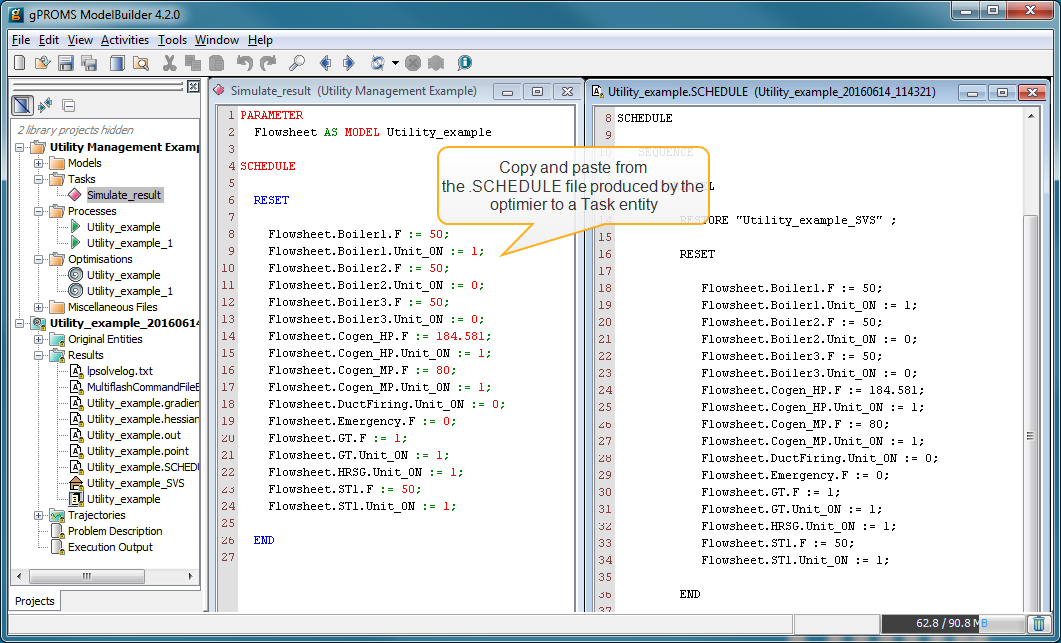 gPROMS ModelBuilder 4.2.0
File Edit View Activities Tools Window Help
2 library projects hidden
Utility Management Examp
Models
Tasks
Simulate_result
Processes
Utility_example
Utility_example_1
Optimisations
Utility_example
Utility_example_1
Miscellaneous Files
Utility_example_20160614
Original Entities
Results
lpsolvelog.txt
MultiflashCommandFileE
Utility_example.gradien
Utility_example.hessian
Utility_example.out
Utility_example.point
Utility_example.SCHEDU
Utility_example_SVS
Utility_example
Trajectories
Problem Description
Execution Output
Projects
Simulate_result (Utility Management Example)
1 PARAMETER
2 Flowsheet AS MODEL Utility_example
3
4 SCHEDULE
5
6 RESET
7
8 Flowsheet.Boiler1.F := 50;
9 Flowsheet.Boiler1.Unit_ON := 1;
10 Flowsheet.Boiler2.F := 50;
11 Flowsheet.Boiler2.Unit_ON := 0;
12 Flowsheet.Boiler3.F := 50;
13 Flowsheet.Boiler3.Unit_ON := 0;
14 Flowsheet.Cogen_HP.F := 184.581;
15 Flowsheet.Cogen_HP.Unit_ON := 1;
16 Flowsheet.Cogen_MP.F := 80;
17 Flowsheet.Cogen_MP.Unit_ON := 1;
18 Flowsheet.DuctFiring.Unit_ON := 0;
19 Flowsheet.Emergency.F := 0;
20 Flowsheet.GT.F := 1;
21 Flowsheet.GT.Unit_ON := 1;
22 Flowsheet.HRSG.Unit_ON := 1;
23 Flowsheet.ST1.F := 50;
24 Flowsheet.ST1.Unit_ON := 1;
25
26 END
27
Copy and paste from
the .SCHEDULE file produced by the
optimier to a Task entity
Utility_example.SCHEDULE (Utility_example_20160614_114321)
8 SCHEDULE
9
SEQUENCE
L
14 RESTORE "Utility_example_SVS" ;
15
16 RESET
17
18 Flowsheet.Boiler1.F := 50;
19 Flowsheet.Boiler1.Unit_ON := 1;
20 Flowsheet.Boiler2.F := 50;
21 Flowsheet.Boiler2.Unit_ON := 0;
22 Flowsheet.Boiler3.F := 50;
23 Flowsheet.Boiler3.Unit_ON := 0;
24 Flowsheet.Cogen_HP.F := 184.581;
25 Flowsheet.Cogen_HP.Unit_ON := 1;
26 Flowsheet.Cogen_MP.F := 80;
27 Flowsheet.Cogen_MP.Unit_ON := 1;
28 Flowsheet.DuctFiring.Unit_ON := 0;
29 Flowsheet.Emergency.F := 0;
30 Flowsheet.GT.F := 1;
31 Flowsheet.GT.Unit_ON := 1;
32 Flowsheet.HRSG.Unit_ON := 1;
33 Flowsheet.ST1.F := 50;
34 Flowsheet.ST1.Unit_ON := 1;
35
36 END
37
62.8 / 90.8 MB